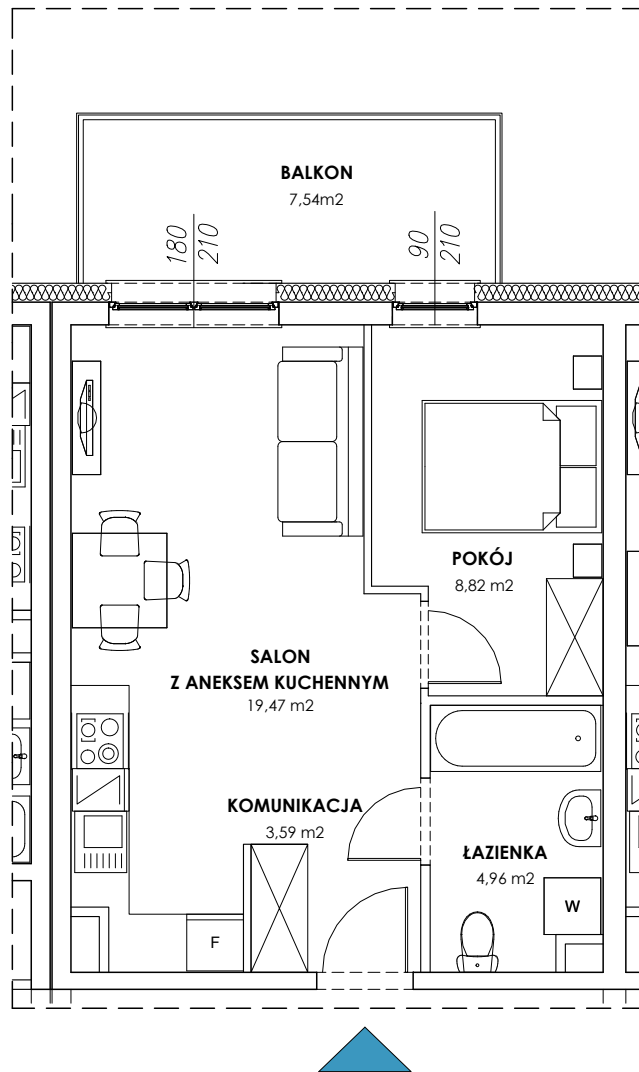 BALKON
7,54m2
180
210
90
210
POKÓJ
8,82 m2
SALON
Z ANEKSEM KUCHENNYM
19,47 m2
KOMUNIKACJA
3,59 m2
ŁAZIENKA
4,96 m2
W
F